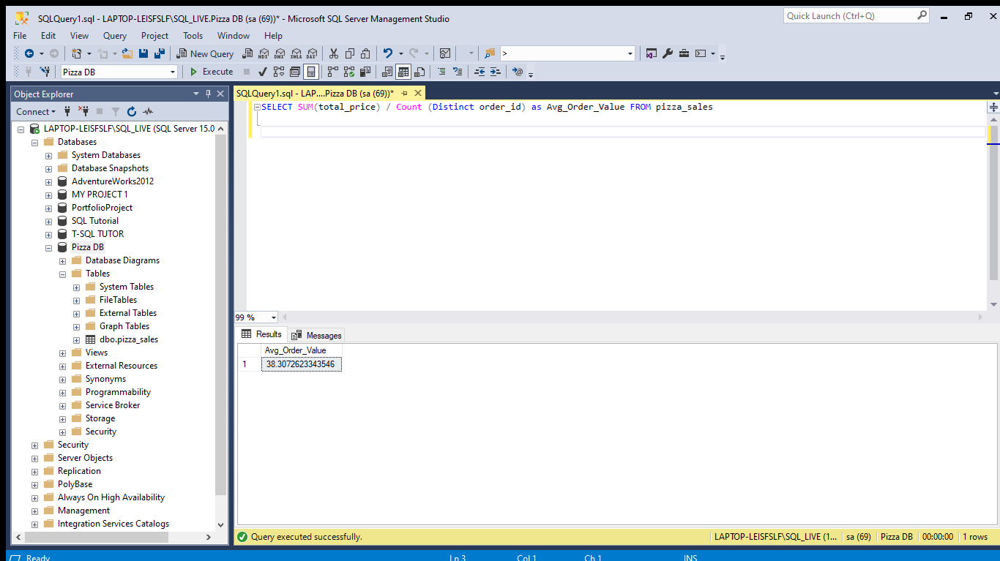 SQLQuery1.sql - LAPTOP-LEISFSLF\SQL_LIVE.Pizza DB (sa (69))* - Microsoft SQL Server Management Studio
Quick Launch (Ctrl+Q)
File Edit View Query Project Tools Window Help
New Query MDX DMX XMLA DAX >
Pizza DB Execute
Object Explorer
SQLQuery1.sql - LAP....Pizza DB (sa (69))*
Connect
SELECT SUM(total_price) / Count (Distinct order_id) as Avg_Order_Value FROM pizza_sales
LAPTOP-LEISFSLF\SQL_LIVE (SQL Server 15.0
Databases
System Databases
Database Snapshots
AdventureWorks2012
MY PROJECT 1
PortfolioProject
SQL Tutorial
T-SQL TUTOR
Pizza DB
Database Diagrams
Tables
System Tables
FileTables
External Tables
Graph Tables
dbo.pizza_sales
Views
External Resources
Synonyms
Programmability
Service Broker
Storage
Security
Security
Server Objects
Replication
PolyBase
Always On High Availability
Management
Integration Services Catalogs
99 %
Results Messages
Avg_Order_Value
1 38.3072623343546
Query executed successfully.
LAPTOP-LEISFSLF\SQL_LIVE (1... sa (69) Pizza DB 00:00:00 1 rows
Ready Ln 3 Col 1 Ch 1 INS